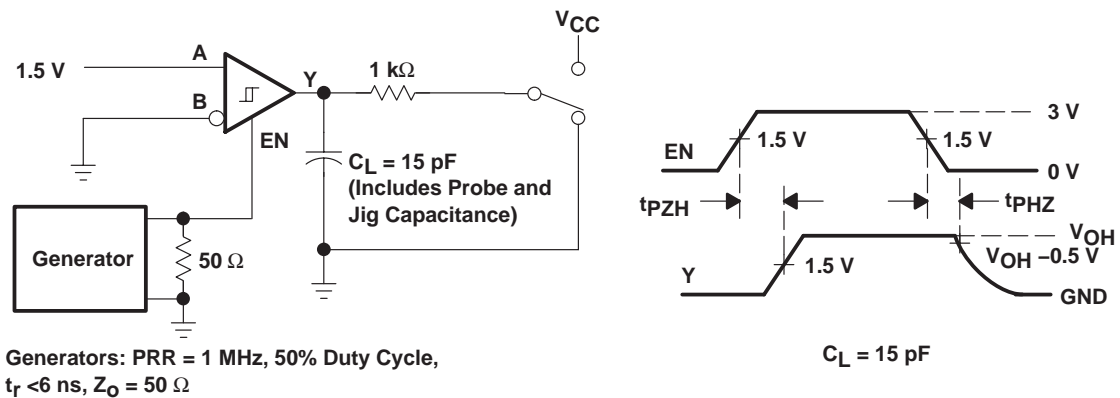 VCC
A
1.5 V
Y
1 kΩ
B
EN
CL = 15 pF
(Includes Probe and
Jig Capacitance)
Generator
50 Ω
Generators: PRR = 1 MHz, 50% Duty Cycle,
tr <6 ns, ZO = 50 Ω
3 V
1.5 V
1.5 V
EN
0 V
tPZH
tPHZ
VOH
VOH –0.5 V
1.5 V
Y
GND
CL = 15 pF